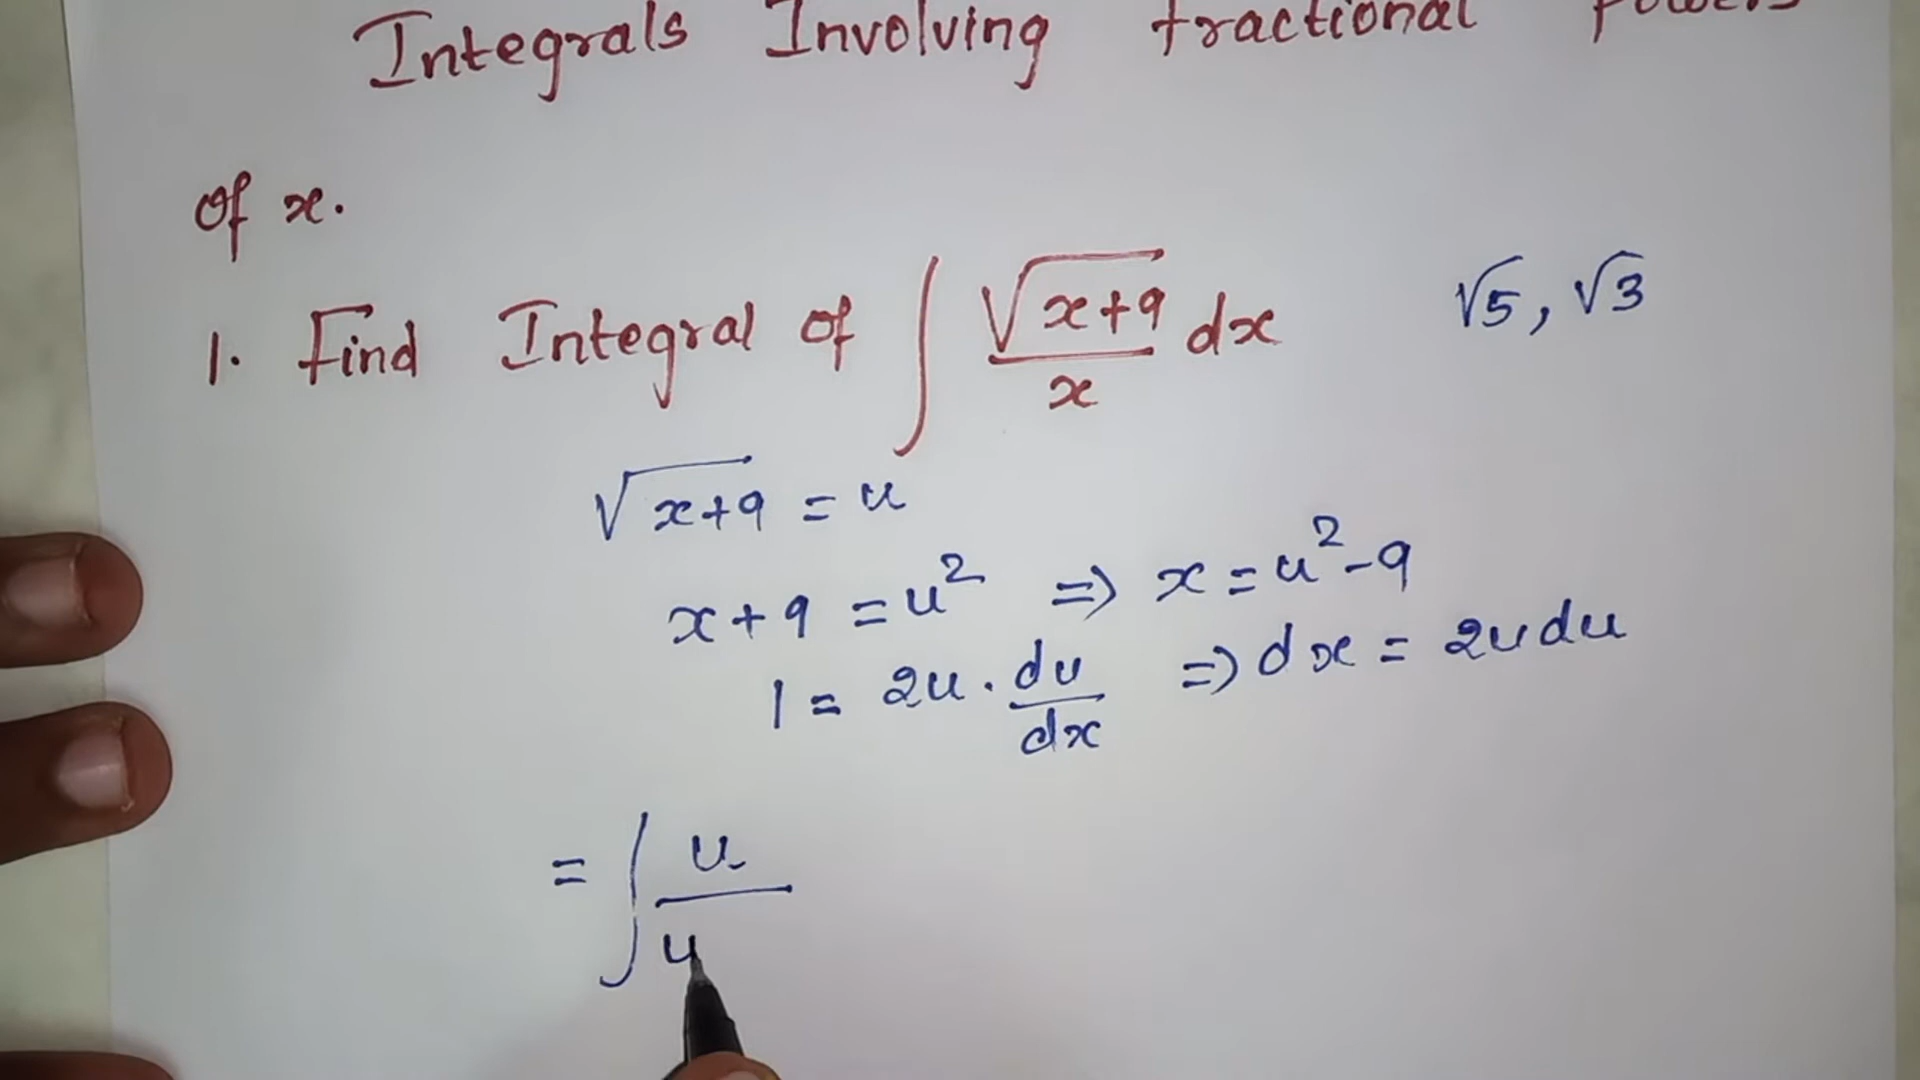 Integrals Involving fractional Powers
of x.
1. Find Integral of ∫ √(x+9)/x dx √5, √3
√(x+9) = u
x+9 = u² ⇒ x = u²-9
1 = 2u . du/dx ⇒ dx = 2u du
= ∫ u/u